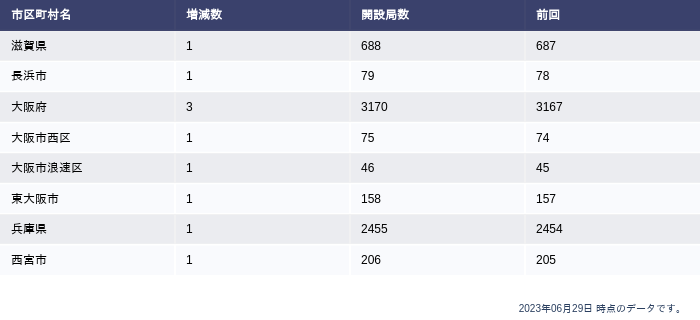 市区町村名 増減数 開設局数 前回
滋賀県 1 688 687
長浜市 1 79 78
大阪府 3 3170 3167
大阪市西区 1 75 74
大阪市浪速区 1 46 45
東大阪市 1 158 157
兵庫県 1 2455 2454
西宮市 1 206 205
2023年06月29日 時点のデータです。